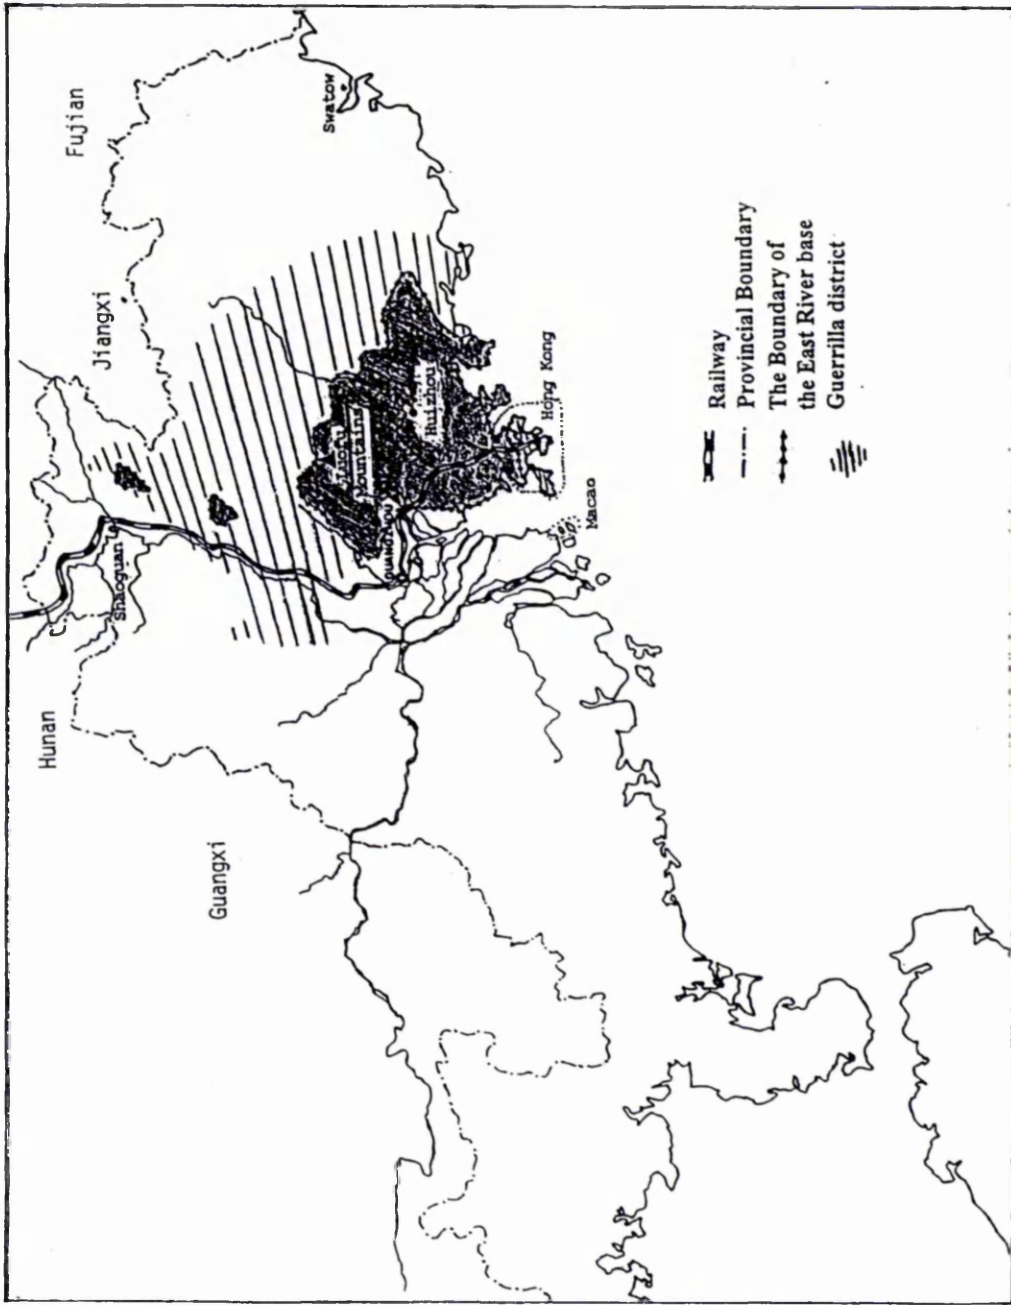 Fujian
Jiangxi
Hunan
Guangxi
Swatow
Shaoguan
Luofu
Mountains
Huizhou
Guangzhou
Hong Kong
Macao
Railway
Provincial Boundary
The Boundary of
the East River base
Guerrilla district